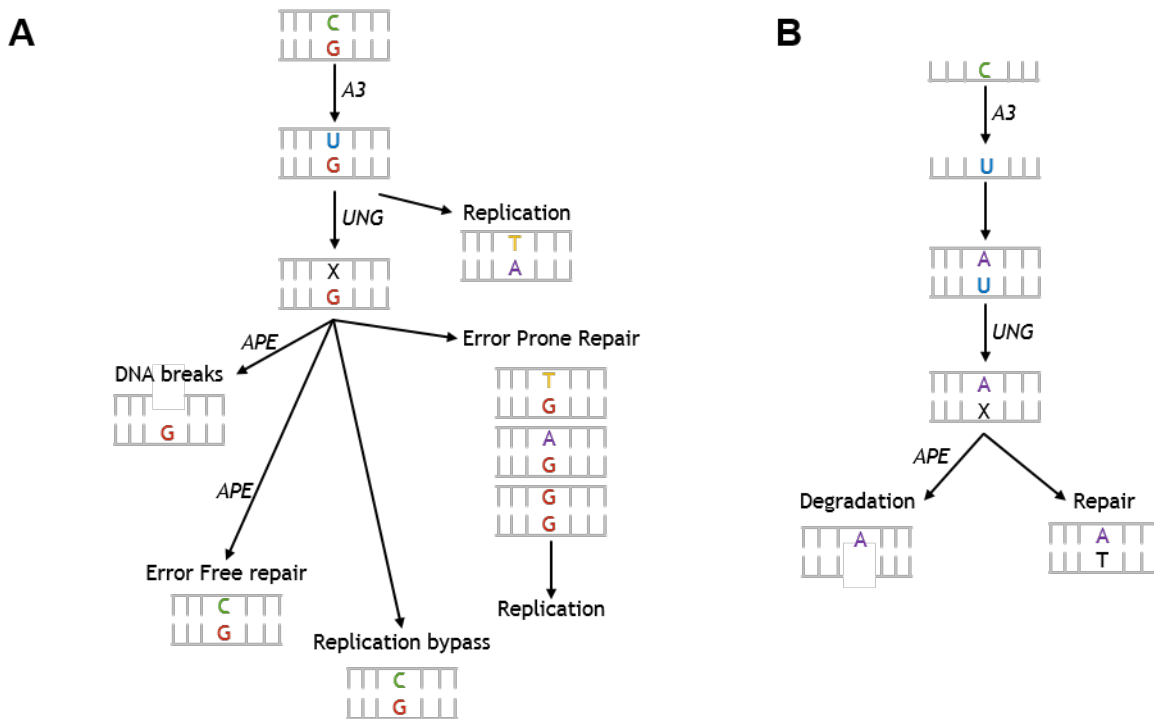 A
C
G
A3
U
G
UNG
Replication
T
A
X
G
APE
DNA breaks
G
Error Prone Repair
T
G
A
G
G
G
Replication
APE
Error Free repair
C
G
Replication bypass
C
G
B
C
A3
U
A
U
UNG
A
X
APE
Degradation
A
Repair
A
T